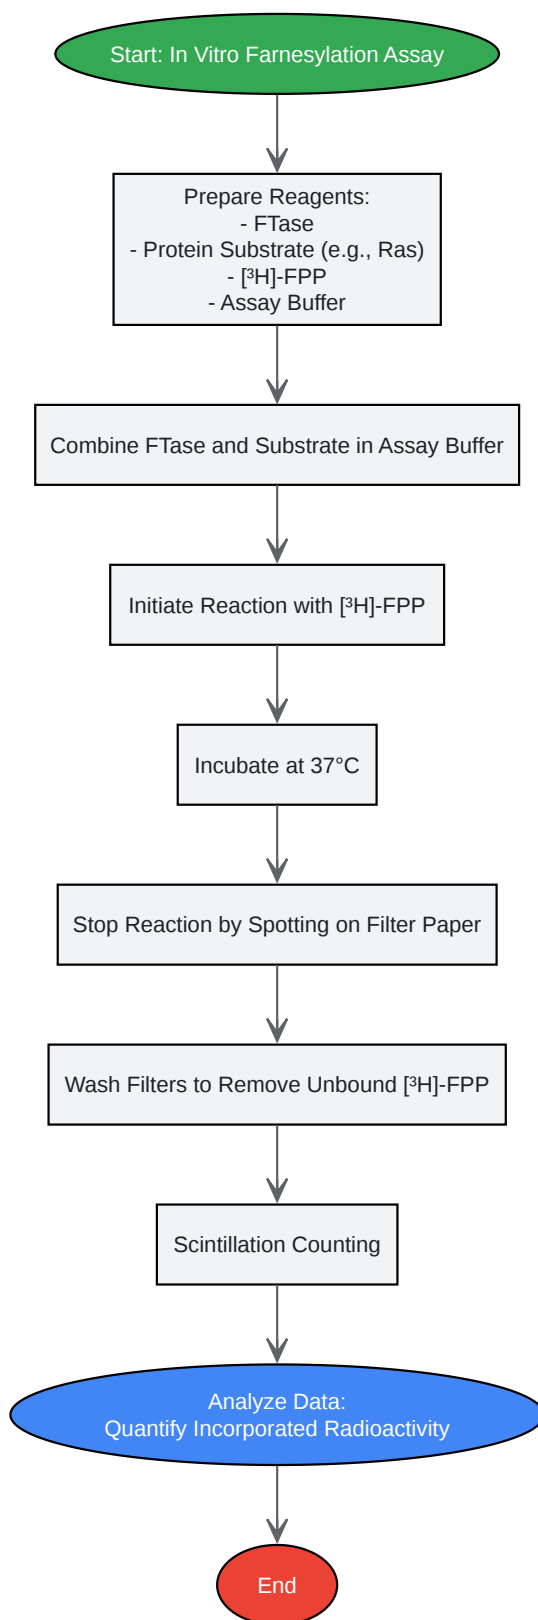 Start: In Vitro Farnesylation Assay
Prepare Reagents:
- FTase
- Protein Substrate (e.g., Ras)
- [³H]-FPP
- Assay Buffer
Combine FTase and Substrate in Assay Buffer
Initiate Reaction with [³H]-FPP
Incubate at 37°C
Stop Reaction by Spotting on Filter Paper
Wash Filters to Remove Unbound [³H]-FPP
Scintillation Counting
Analyze Data:
Quantify Incorporated Radioactivity
End